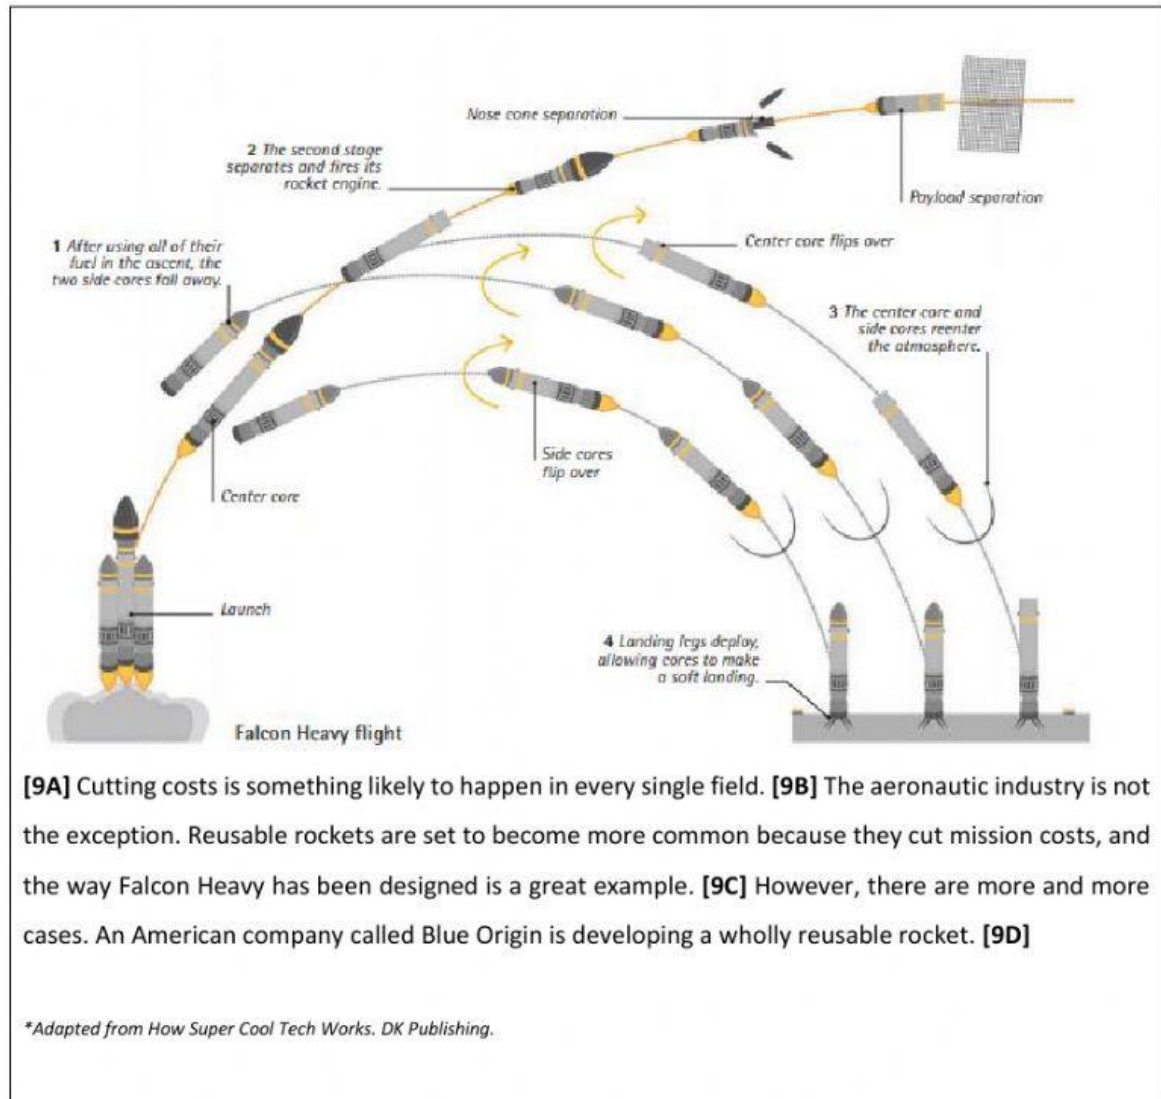 Nose cone separation
2 The second stage
separates and fires its
rocket engine.
Payload separation
1 After using all of their
fuel in the ascent, the
two side cores fall away.
Center core flips over
3 The center core and
side cores reenter
the atmosphere.
Side cores
flip over
Center core
Launch
4 Landing legs deploy,
allowing cores to make
a soft landing.
Falcon Heavy flight
[9A] Cutting costs is something likely to happen in every single field. [9B] The aeronautic industry is not
the exception. Reusable rockets are set to become more common because they cut mission costs, and
the way Falcon Heavy has been designed is a great example. [9C] However, there are more and more
cases. An American company called Blue Origin is developing a wholly reusable rocket. [9D]
*Adapted from How Super Cool Tech Works. DK Publishing.